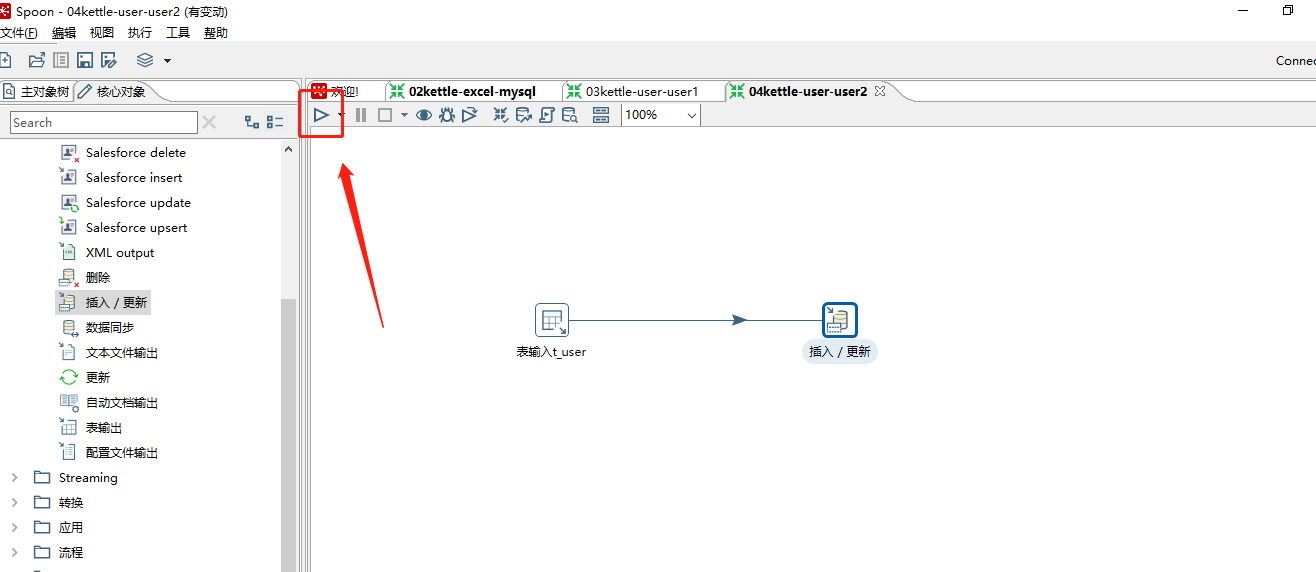 Spoon - 04kettle-user-user2 (有变动)
文件(F) 编辑 视图 执行 工具 帮助
Connec
主对象树 核心对象
欢迎! 02kettle-excel-mysql 03kettle-user-user1 04kettle-user-user2
Search
100%
Salesforce delete
Salesforce insert
Salesforce update
Salesforce upsert
XML output
删除
插入 / 更新
数据同步
文本文件输出
更新
自动文档输出
表输出
配置文件输出
Streaming
转换
应用
流程
表输入t_user
插入 / 更新